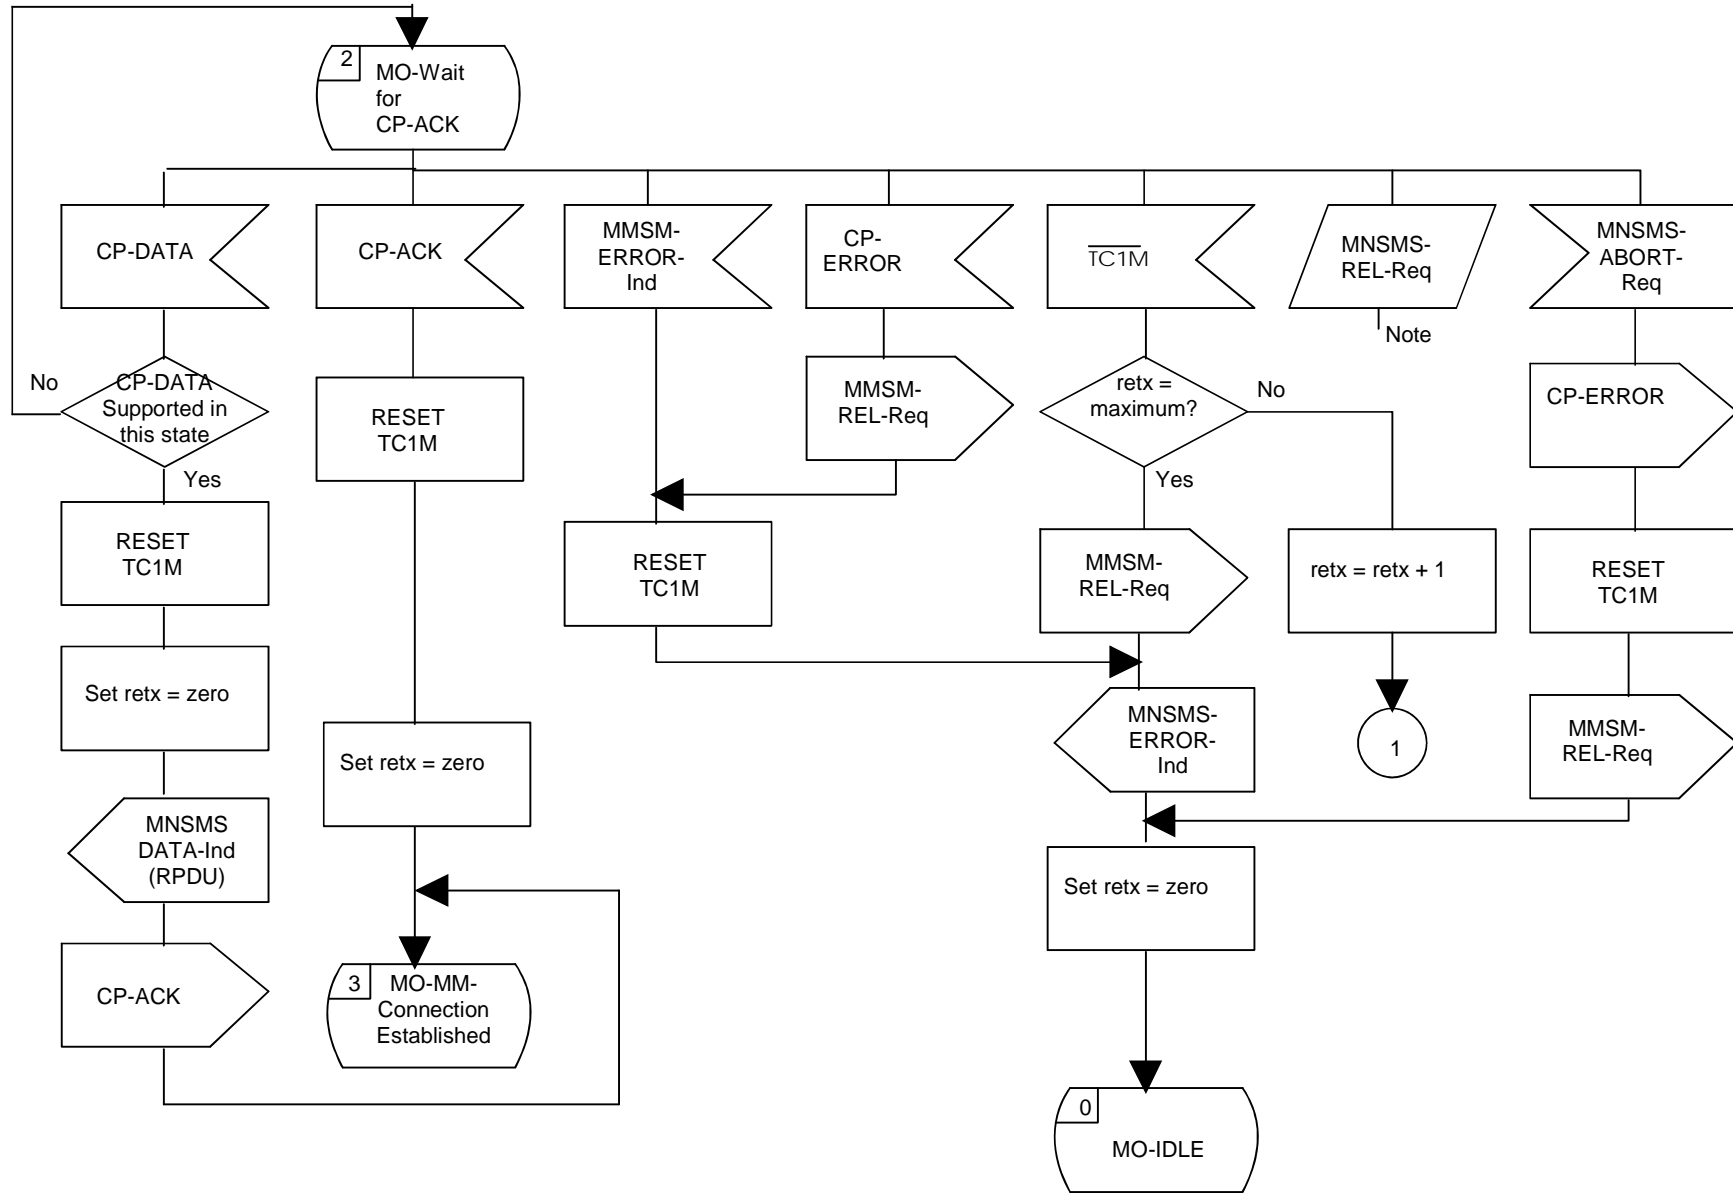 2
MO-Wait
for
CP-ACK
CP-DATA
CP-ACK
MMSM-
ERROR-
Ind
CP-
ERROR
TC1M
MNSMS-
REL-Req
Note
MNSMS-
ABORT-
Req
No
CP-DATA
Supported in
this state
Yes
RESET
TC1M
MMSM-
REL-Req
retx =
maximum?
No
Yes
CP-ERROR
RESET
TC1M
RESET
TC1M
MMSM-
REL-Req
retx = retx + 1
RESET
TC1M
Set retx = zero
Set retx = zero
MNSMS-
ERROR-
Ind
1
MMSM-
REL-Req
MNSMS
DATA-Ind
(RPDU)
Set retx = zero
CP-ACK
3
MO-MM-
Connection
Established
0
MO-IDLE